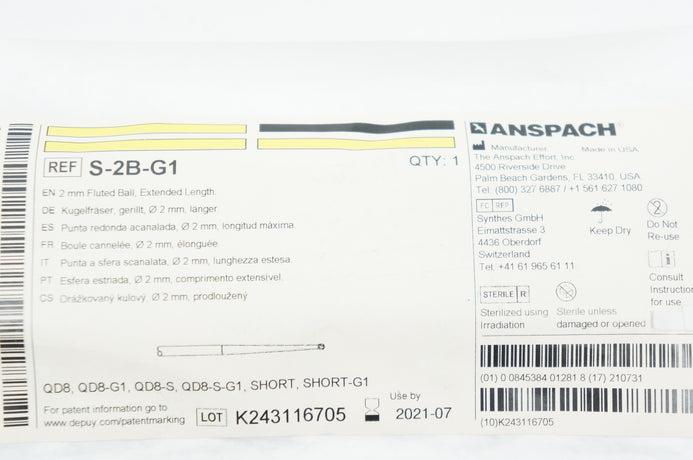 ANSPACH®
REF S-2B-G1
QTY: 1
EN 2 mm Fluted Ball, Extended Length.
DE Kugelfräser, gerillt, Ø 2 mm, länger.
ES Punta redonda acanalada, Ø 2 mm, longitud máxima.
FR Boule cannelée, Ø 2 mm, élonguée.
IT Punta a sfera scanalata, Ø 2 mm, lunghezza estesa.
PT Esfera estriada, Ø 2 mm, comprimento extensível.
CS Drážkovaný kulový, Ø 2 mm, prodloužený
QD8, QD8-G1, QD8-S, QD8-S-G1, SHORT, SHORT-G1
For patent information go to
www.depuy.com/patentmarking
LOT K243116705
Use by
2021-07
Manufacturer Made in USA
The Anspach Effort, Inc.
4500 Riverside Drive
Palm Beach Gardens, FL 33410, USA
Tel: (800) 327 6887 / +1 561 627 1080
EC REP
Synthes GmbH
Eimattstrasse 3
4436 Oberdorf
Switzerland
Tel. +41 61 965 61 11
Keep Dry
Do Not
Re-use
Consult
Instruction
for use
STERILE R
Sterilized using
Irradiation
Sterile unless
damaged or opened
(01) 0 0845384 01281 8 (17) 210731
(10)K243116705